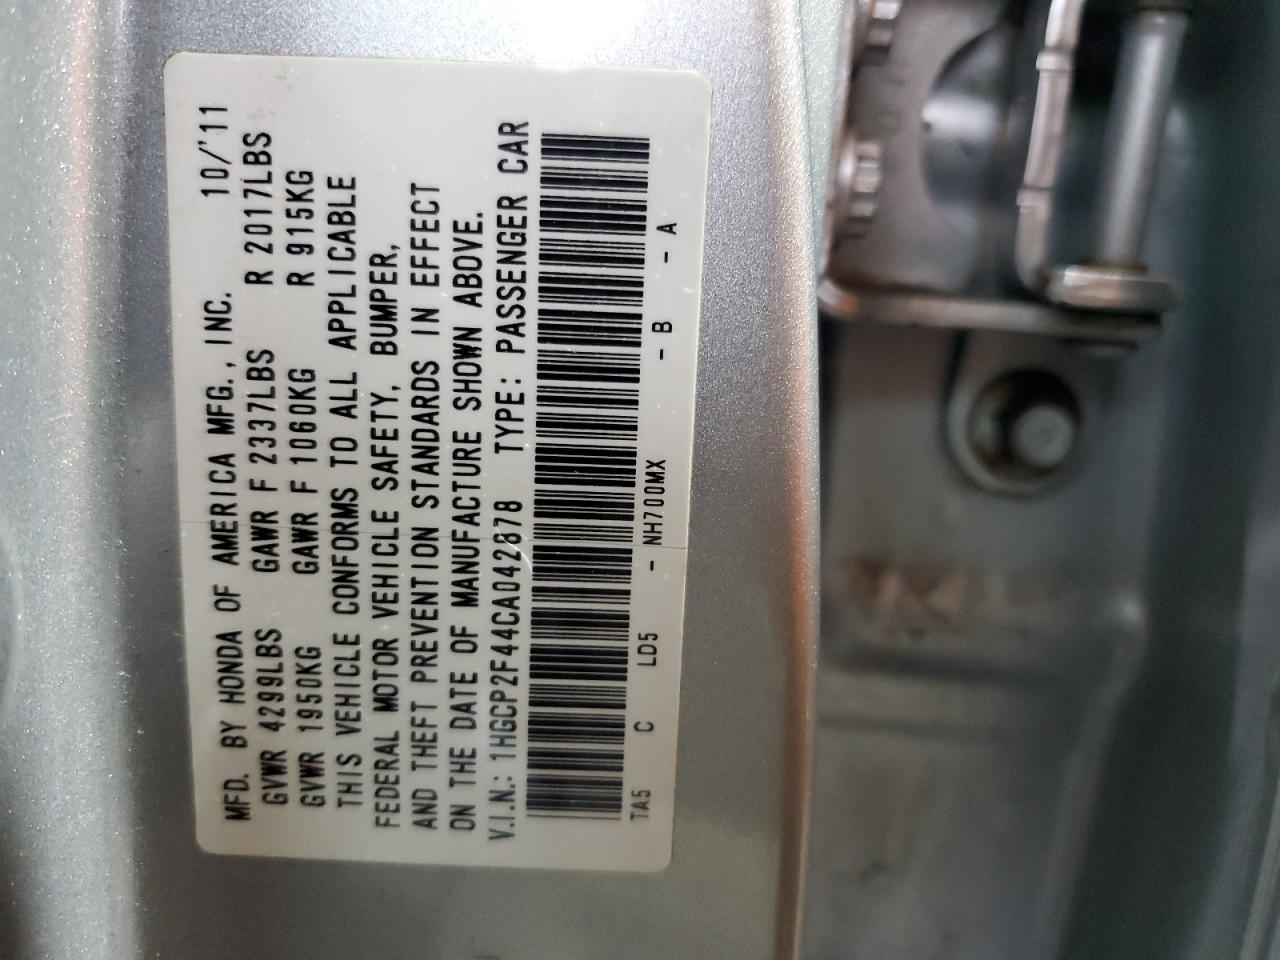 MFD. BY HONDA OF AMERICA MFG., INC. 10/'11
GVWR 4299LBS GAWR F 2337LBS R 2017LBS
GVWR 1950KG GAWR F 1060KG R 915KG
THIS VEHICLE CONFORMS TO ALL APPLICABLE
FEDERAL MOTOR VEHICLE SAFETY, BUMPER,
AND THEFT PREVENTION STANDARDS IN EFFECT
ON THE DATE OF MANUFACTURE SHOWN ABOVE.
V.I.N.: 1HGCP2F44CA042878 TYPE: PASSENGER CAR
TA5 C LD5 - NH700MX - B - A